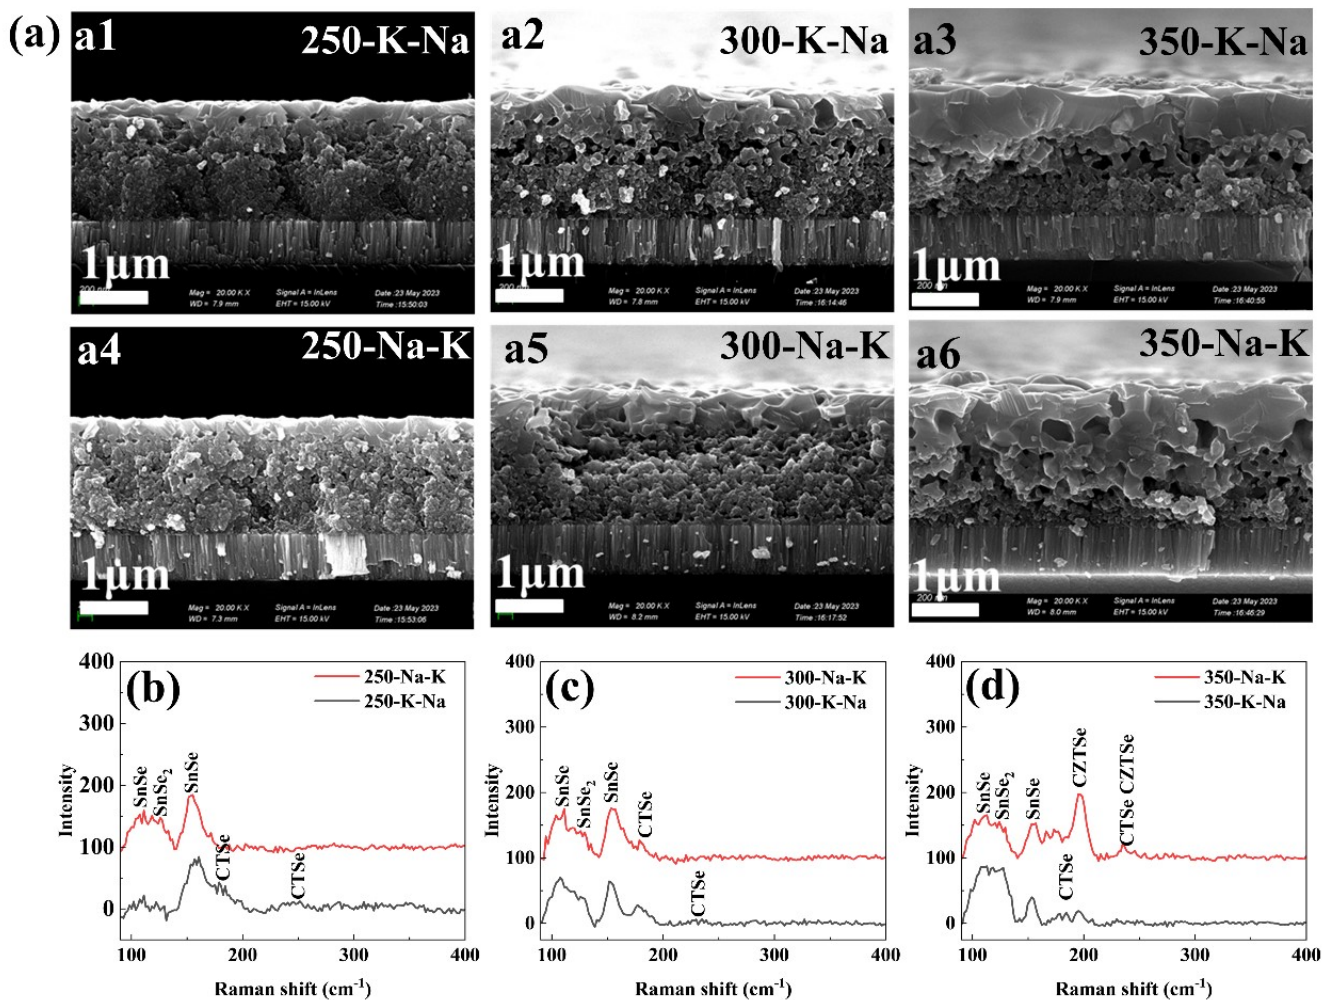 (a)
a1 250-K-Na
1µm
200 nm
Mag = 20.00 K X Signal A = InLens Date :23 May 2023
WD = 7.9 mm EHT = 15.00 kV Time :15:50:03
a2 300-K-Na
1µm
200 nm
Mag = 20.00 K X Signal A = InLens Date :23 May 2023
WD = 7.8 mm EHT = 15.00 kV Time :16:14:46
a3 350-K-Na
1µm
200 nm
Mag = 20.00 K X Signal A = InLens Date :23 May 2023
WD = 7.9 mm EHT = 15.00 kV Time :16:40:55
a4 250-Na-K
1µm
Mag = 20.00 K X Signal A = InLens Date :23 May 2023
WD = 7.3 mm EHT = 15.00 kV Time :15:53:06
a5 300-Na-K
1µm
Mag = 20.00 K X Signal A = InLens Date :23 May 2023
WD = 8.2 mm EHT = 15.00 kV Time :16:17:52
a6 350-Na-K
1µm
200 nm
Mag = 20.00 K X Signal A = InLens Date :23 May 2023
WD = 8.0 mm EHT = 15.00 kV Time :16:46:29
(b)
250-Na-K
250-K-Na
SnSe
SnSe₂
SnSe
CTSe
CTSe
Intensity
400
300
200
100
0
100 200 300 400
Raman shift (cm⁻¹)
(c)
300-Na-K
300-K-Na
SnSe
SnSe₂
SnSe
CTSe
CTSe
Intensity
400
300
200
100
0
100 200 300 400
Raman shift (cm⁻¹)
(d)
350-Na-K
350-K-Na
SnSe
SnSe₂
SnSe
CTSe
CZTSe
CTSe CZTSe
Intensity
400
300
200
100
0
100 200 300 400
Raman shift (cm⁻¹)